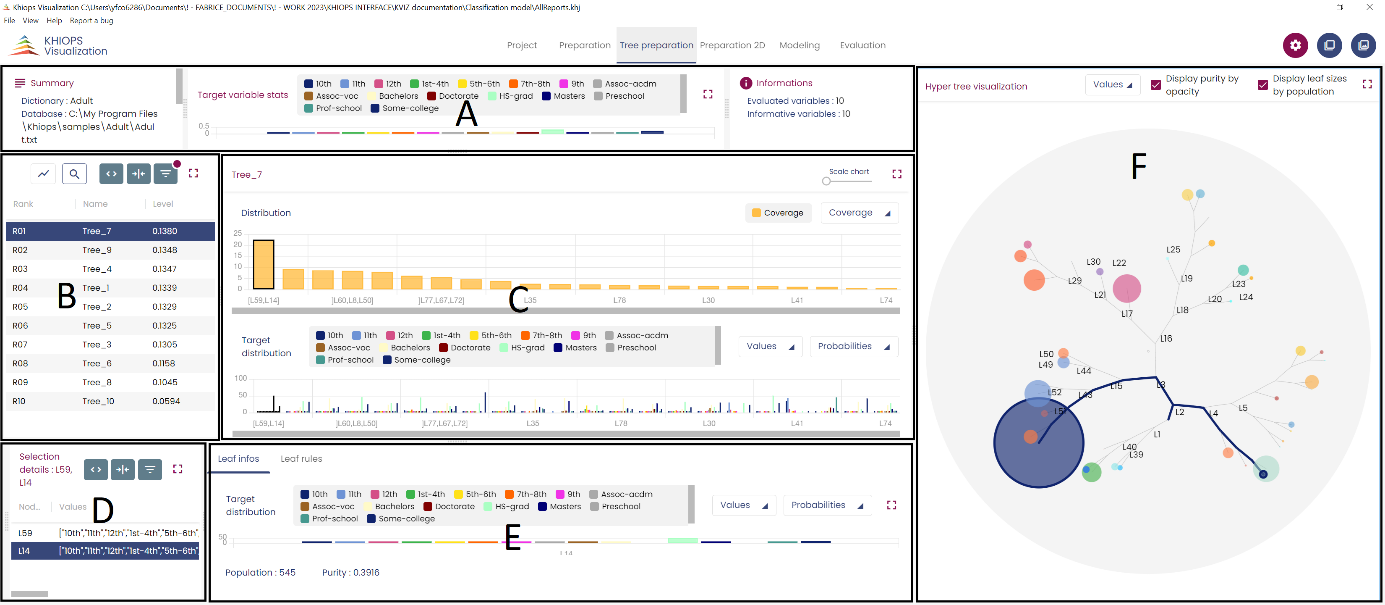 Khiops Visualization C:\Users\yfco6286\Documents\! - FABRICE_DOCUMENTS\! - WORK 2023\KHIOPS INTERFACE\KVIZ documentation\Classification model\AllReports.khj
File View Help Report a bug
KHIOPS
Visualization
Project Preparation Tree preparation Preparation 2D Modeling Evaluation
Summary
Dictionary : Adult
Database : C:\My Program Files
\Khiops\samples\Adult\Adul
t.txt
Target variable stats
10th 11th 12th 1st-4th 5th-6th 7th-8th 9th Assoc-acdm
Assoc-voc Bachelors Doctorate HS-grad Masters Preschool
Prof-school Some-college
0.5
0
A
Informations
Evaluated variables : 10
Informative variables : 10
Rank Name Level
R01 Tree_7 0.1380
R02 Tree_9 0.1348
R03 Tree_4 0.1347
R04 Tree_1 0.1339
R05 Tree_2 0.1329
R06 Tree_5 0.1325
R07 Tree_3 0.1305
R08 Tree_6 0.1158
R09 Tree_8 0.1045
R10 Tree_10 0.0594
B
Tree_7
Scale chart
Distribution
Coverage
Coverage
25
20
15
10
5
0
[L59,L14] [L60,L8,L50] [L77,L67,L72] L35 L78 L30 L41 L74
C
Target
distribution
10th 11th 12th 1st-4th 5th-6th 7th-8th 9th Assoc-acdm
Assoc-voc Bachelors Doctorate HS-grad Masters Preschool
Prof-school Some-college
Values Probabilities
100
50
0
[L59,L14] [L60,L8,L50] [L77,L67,L72] L35 L78 L30 L41 L74
Selection
details : L59,
L14
Nod... Values
L59 ["10th","11th","12th","1st-4th","5th-6th",
L14 ["10th","11th","12th","1st-4th","5th-6th",
D
Leaf infos Leaf rules
Target
distribution
10th 11th 12th 1st-4th 5th-6th 7th-8th 9th Assoc-acdm
Assoc-voc Bachelors Doctorate HS-grad Masters Preschool
Prof-school Some-college
Values Probabilities
50
0
L14
E
Population : 545 Purity : 0.3916
Hyper tree visualization
Values
Display purity by
opacity
Display leaf sizes
by population
F
L25
L30 L22
L29
L19
L23
L21
L20 L24
L17
L18
L16
L50
L49
L44
L3
L15
L52
L43
L2
L4
L5
L1
L40
L39